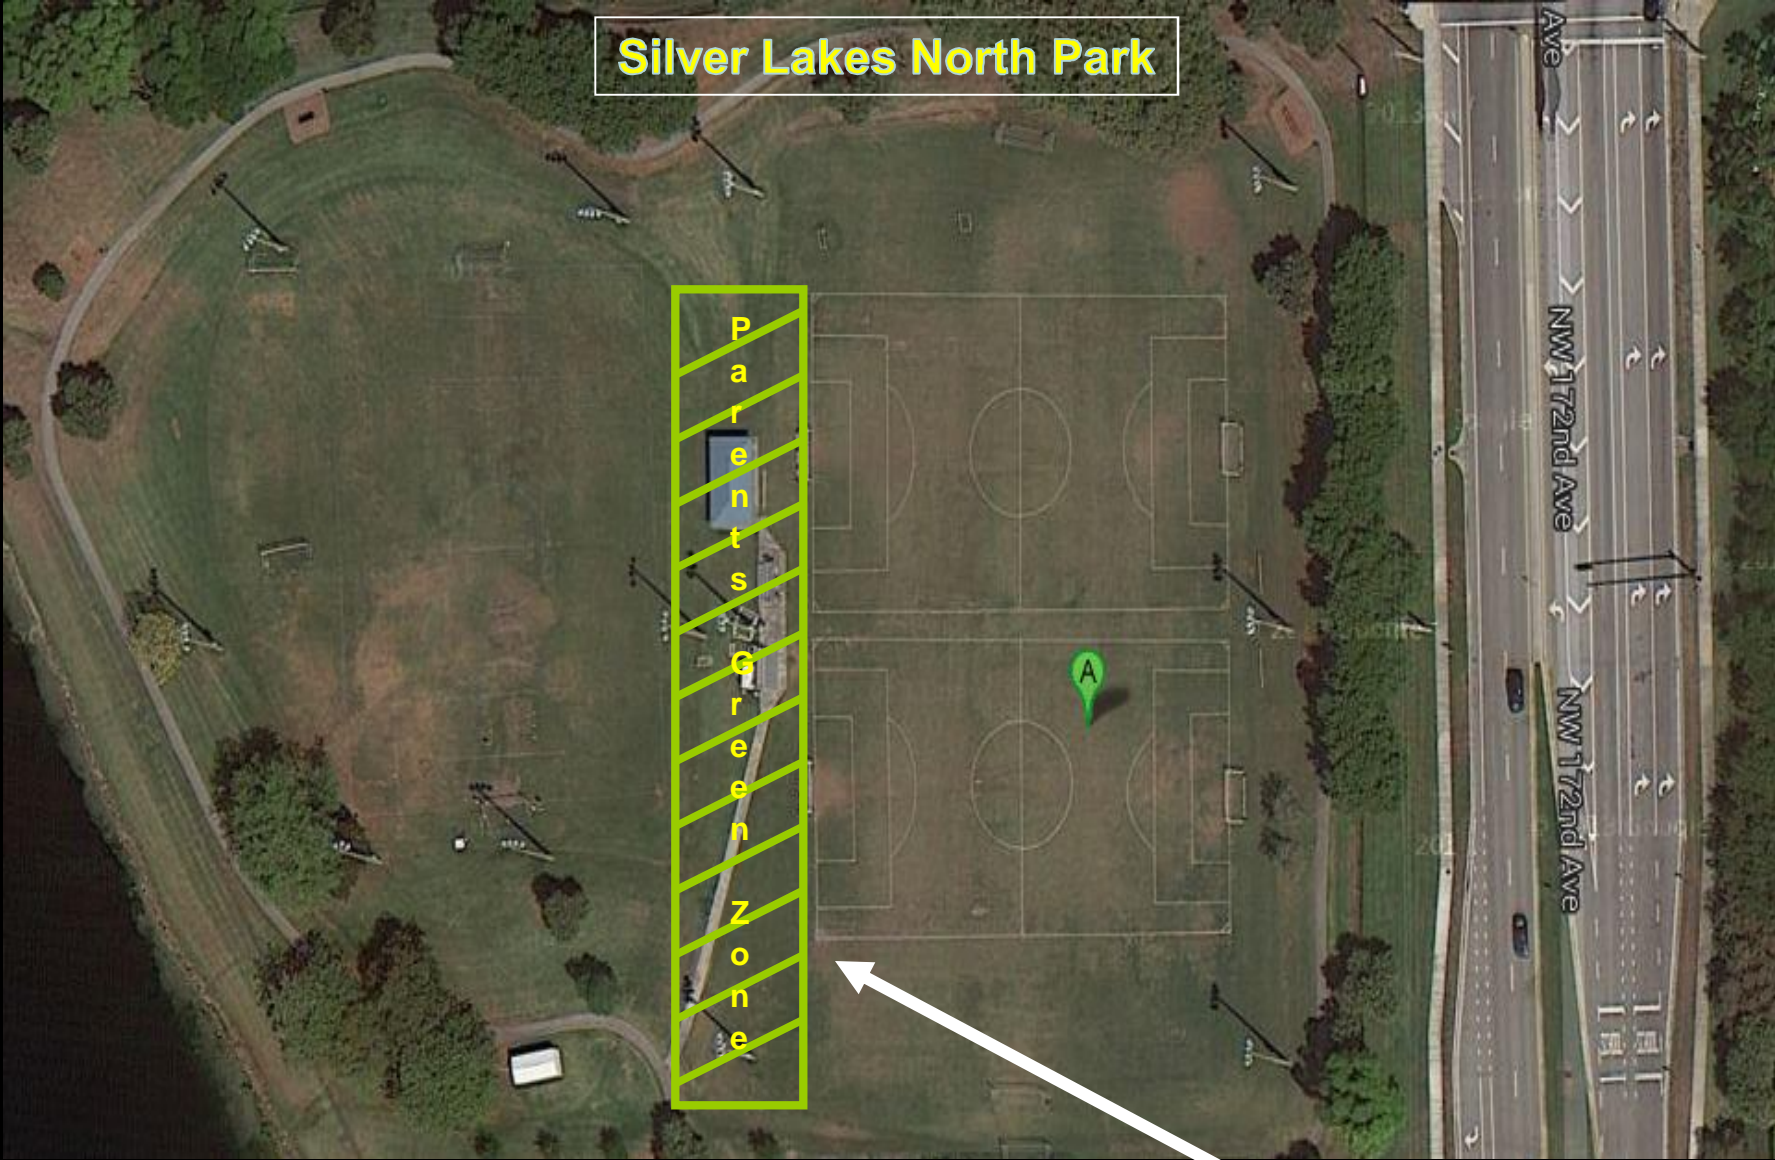 Silver Lakes North Park
Parents Green Zone
A
Ave
NW 172nd Ave
NW 172nd Ave